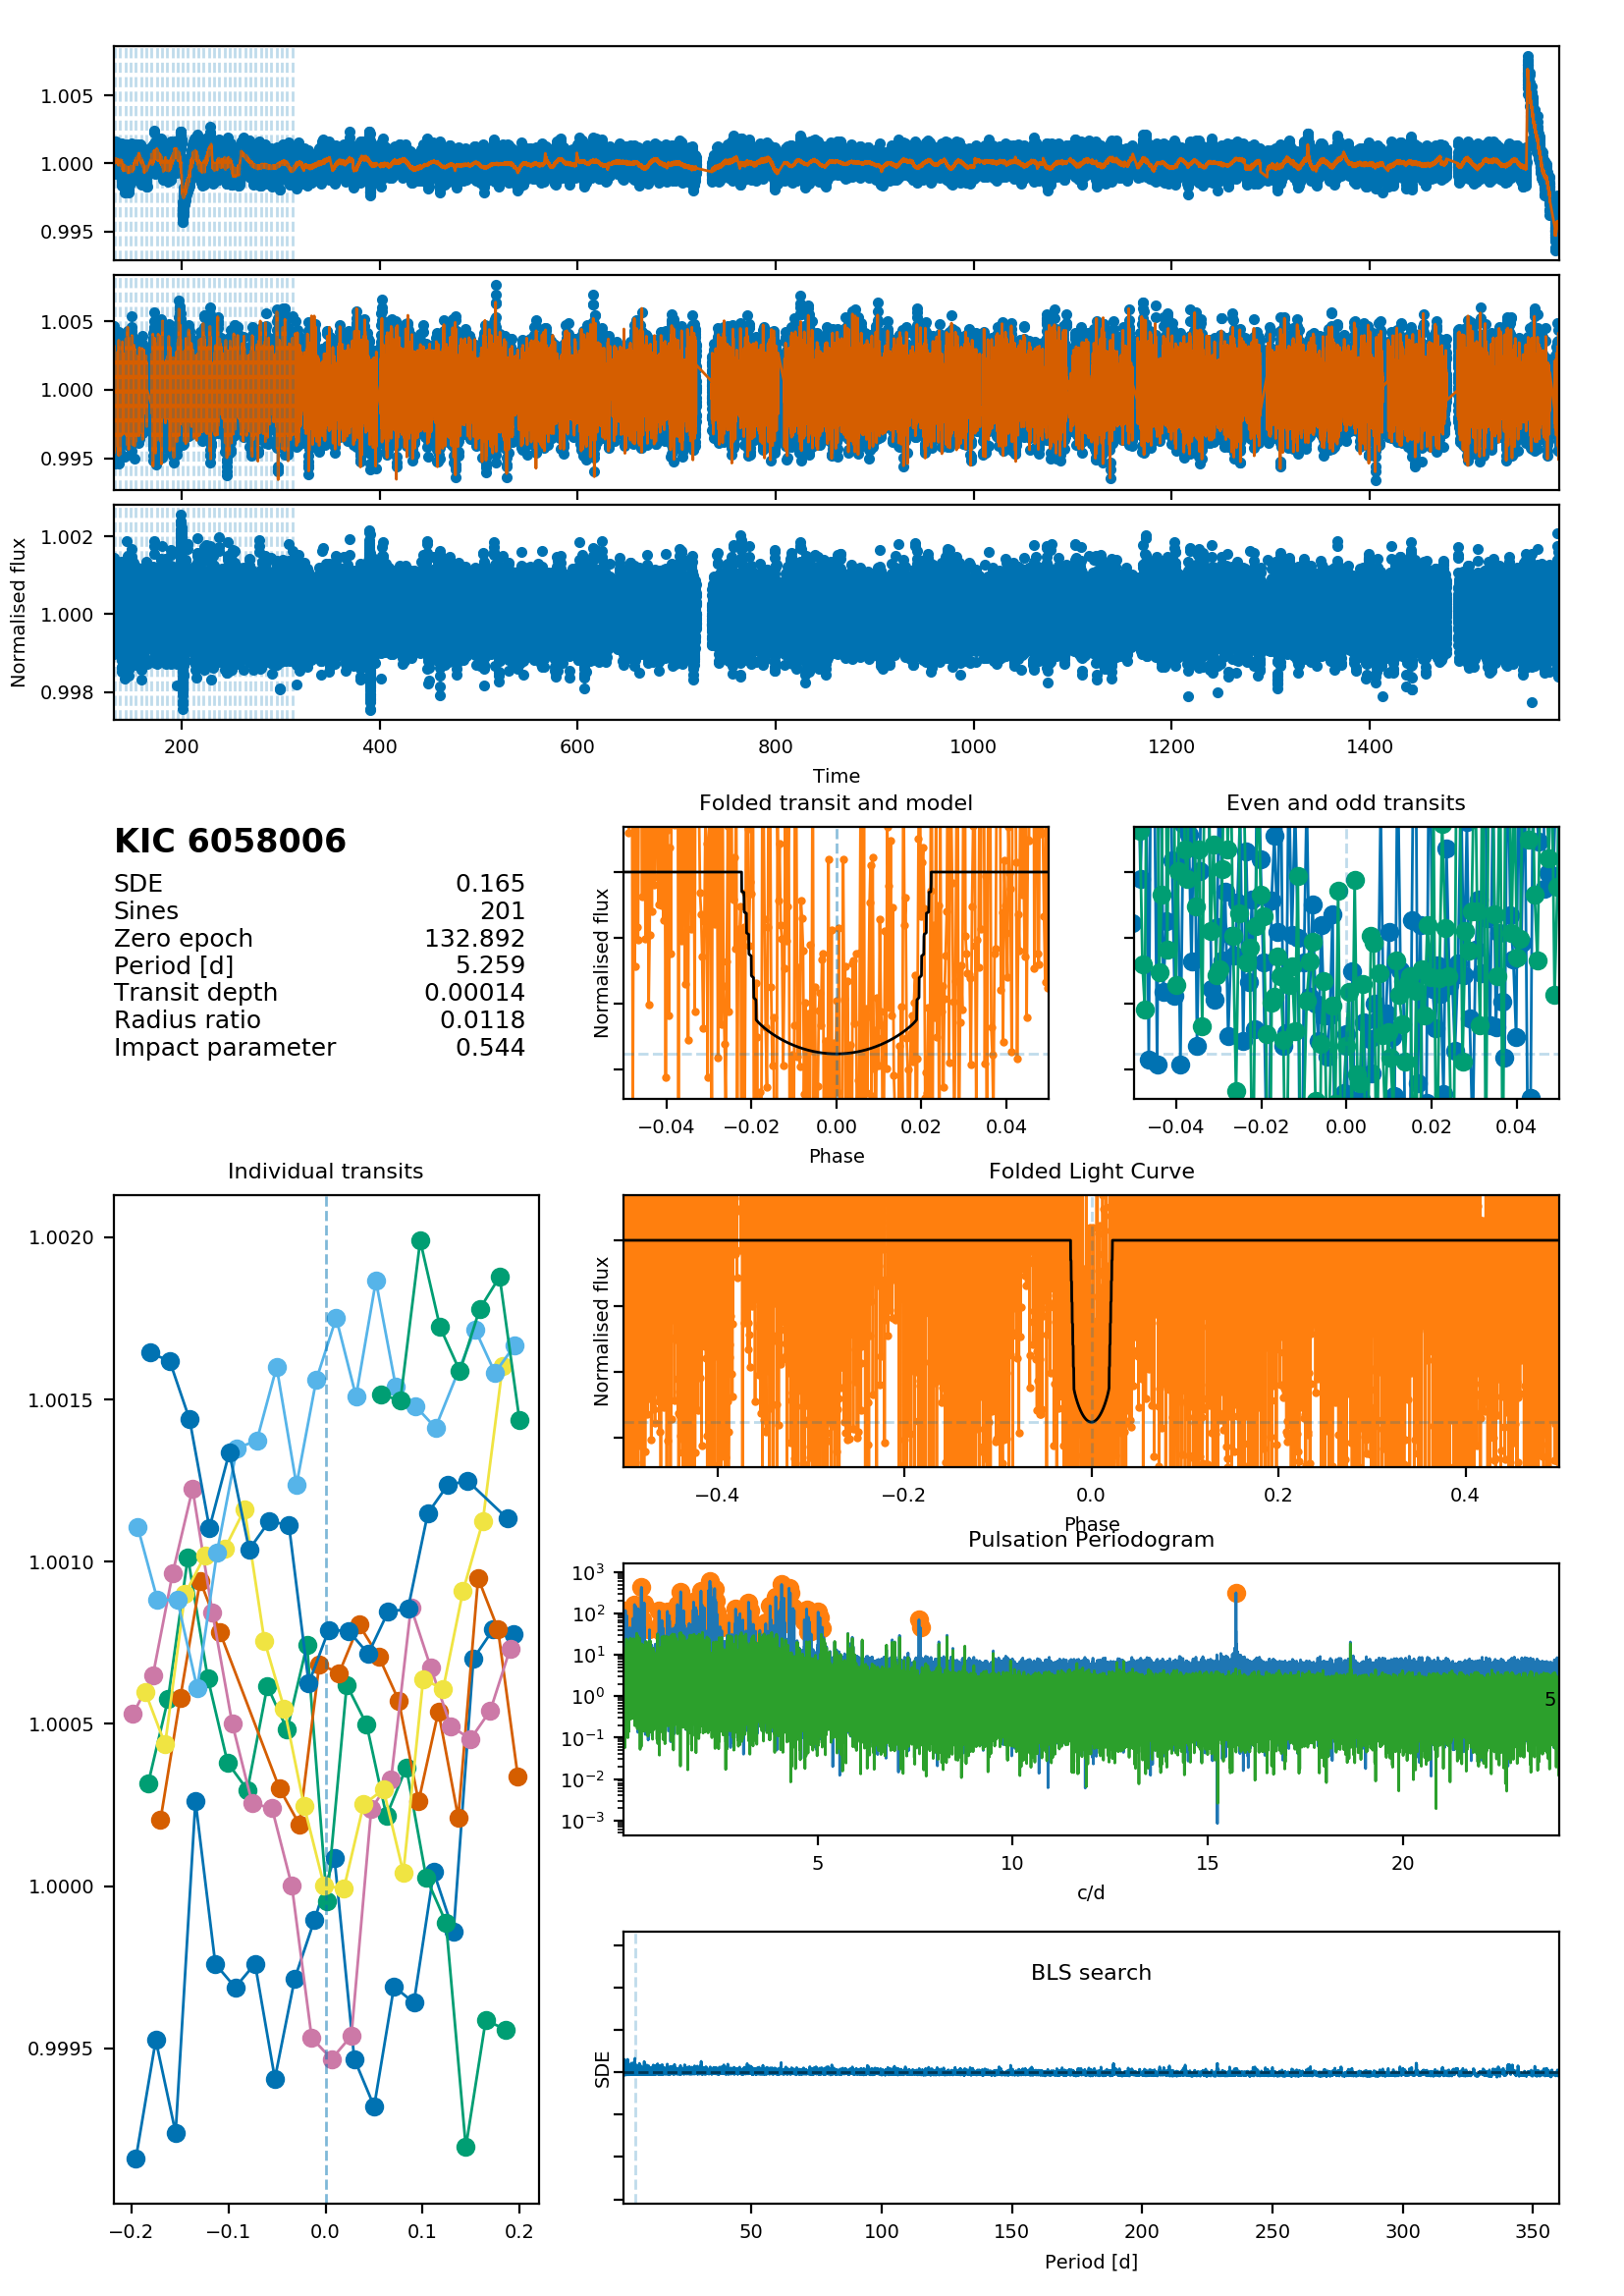 1.005
1.000
0.995
1.005
1.000
0.995
1.002
1.000
0.998
Normalised flux
200 400 600 800 1000 1200 1400
Time
KIC 6058006
SDE 0.165
Sines 201
Zero epoch 132.892
Period [d] 5.259
Transit depth 0.00014
Radius ratio 0.0118
Impact parameter 0.544
Folded transit and model
Normalised flux
−0.04 −0.02 0.00 0.02 0.04
Phase
Even and odd transits
−0.04 −0.02 0.00 0.02 0.04
Individual transits
1.0020
1.0015
1.0010
1.0005
1.0000
0.9995
−0.2 −0.1 0.0 0.1 0.2
Folded Light Curve
Normalised flux
−0.4 −0.2 0.0 0.2 0.4
Phase
Pulsation Periodogram
10³
10²
10¹
10⁰
10⁻¹
10⁻²
10⁻³
5
5 10 15 20
c/d
BLS search
SDE
50 100 150 200 250 300 350
Period [d]